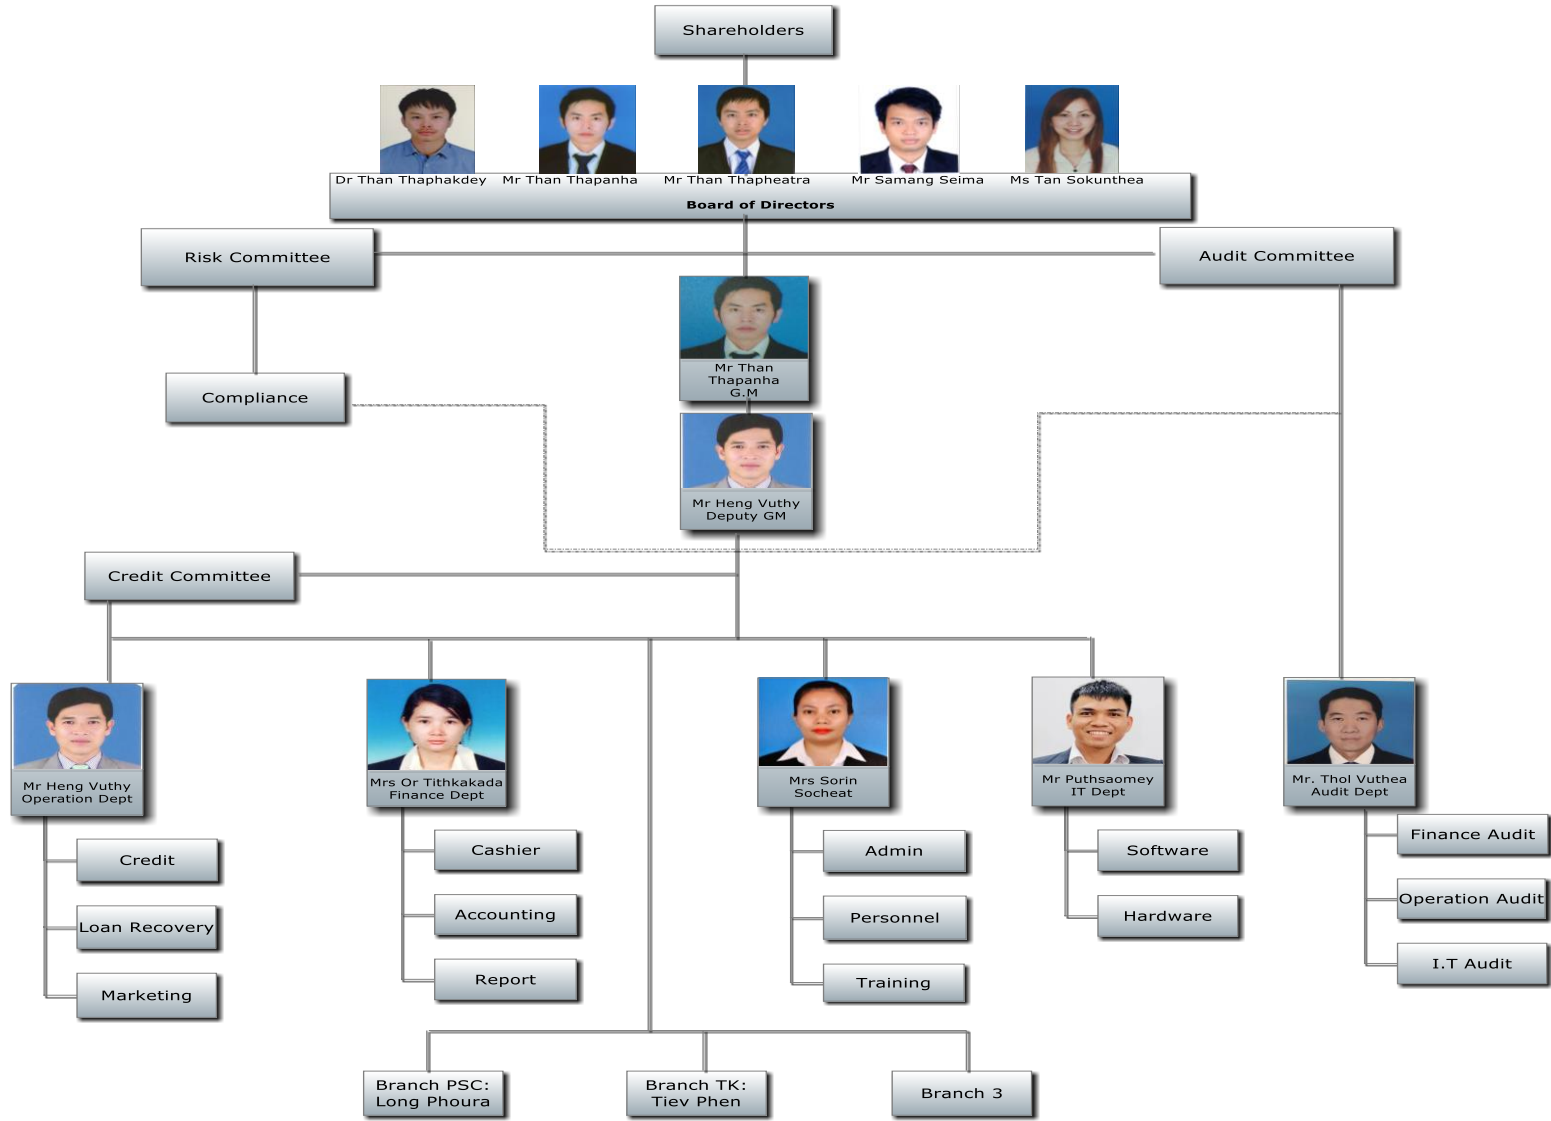 Shareholders
Dr Than Thaphakdey
Mr Than Thapanha
Mr Than Thapheatra
Mr Samang Seima
Ms Tan Sokunthea
Board of Directors
Risk Committee
Audit Committee
Mr Than
Thapanha
G.M
Compliance
Mr Heng Vuthy
Deputy GM
Credit Committee
Mr Heng Vuthy
Operation Dept
Mrs Or Tithkakada
Finance Dept
Mrs Sorin
Socheat
Mr Puthsaomey
IT Dept
Mr. Thol Vuthea
Audit Dept
Credit
Loan Recovery
Marketing
Cashier
Accounting
Report
Admin
Personnel
Training
Software
Hardware
Finance Audit
Operation Audit
I.T Audit
Branch PSC:
Long Phoura
Branch TK:
Tiev Phen
Branch 3